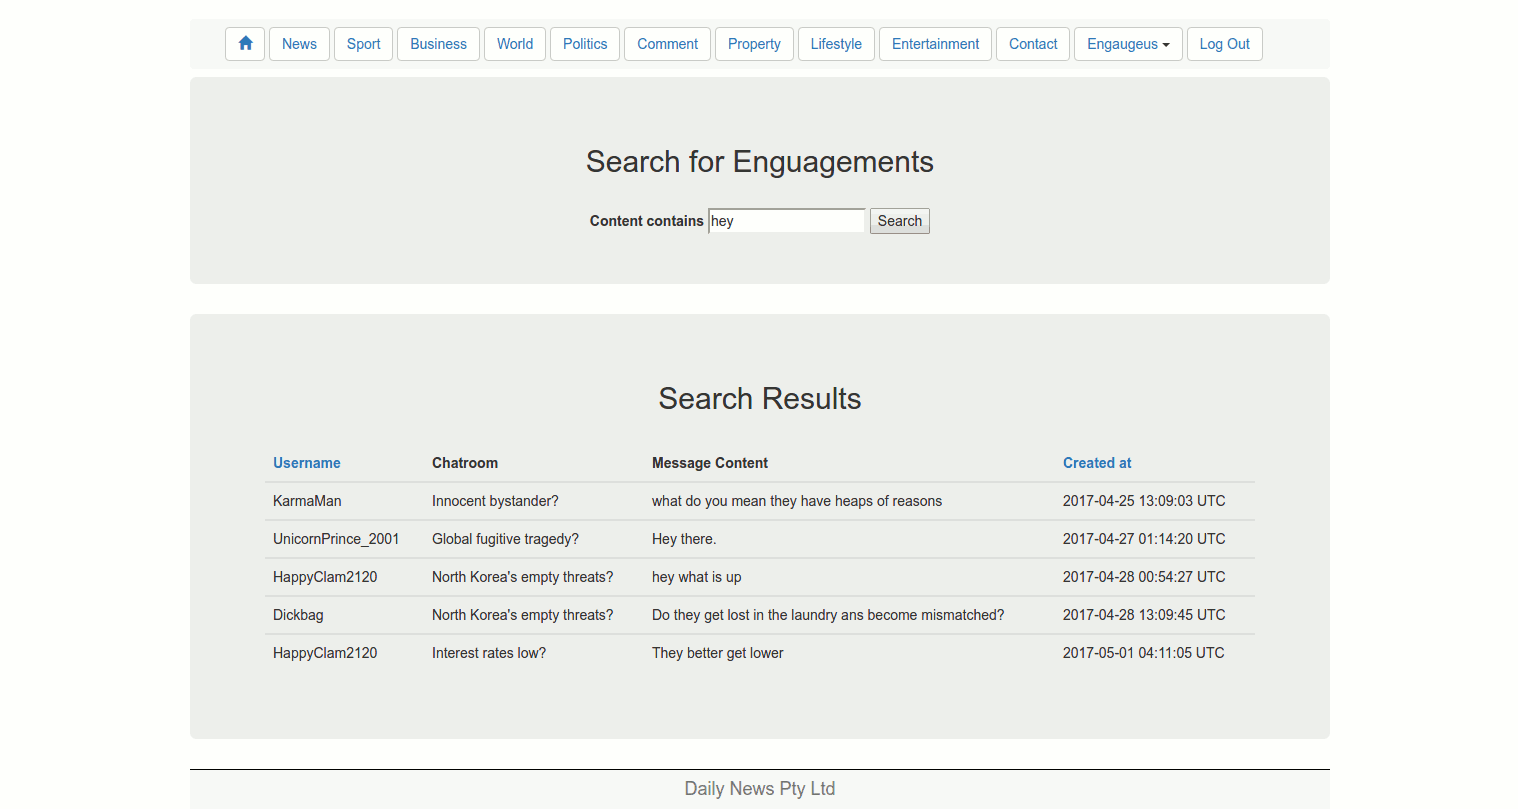 News Sport Business World Politics Comment Property Lifestyle Entertainment Contact Engaugeus Log Out
Search for Enguagements
Content contains hey Search
Search Results
Username Chatroom Message Content Created at
KarmaMan Innocent bystander? what do you mean they have heaps of reasons 2017-04-25 13:09:03 UTC
UnicornPrince_2001 Global fugitive tragedy? Hey there. 2017-04-27 01:14:20 UTC
HappyClam2120 North Korea's empty threats? hey what is up 2017-04-28 00:54:27 UTC
Dickbag North Korea's empty threats? Do they get lost in the laundry ans become mismatched? 2017-04-28 13:09:45 UTC
HappyClam2120 Interest rates low? They better get lower 2017-05-01 04:11:05 UTC
Daily News Pty Ltd